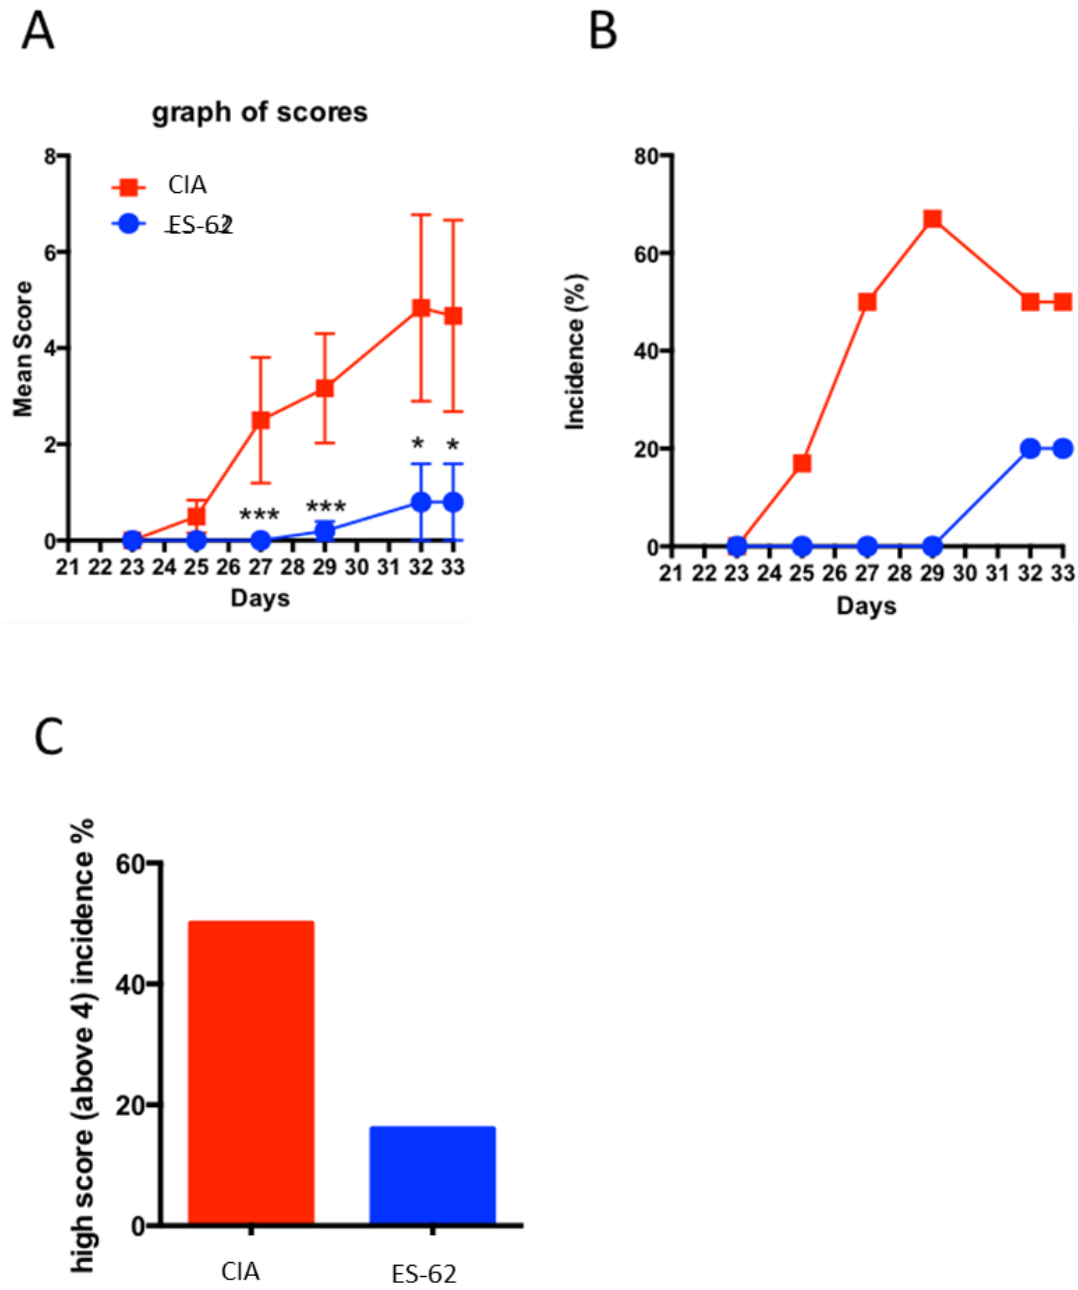 A
graph of scores
8
6
4
2
0
Mean Score
CIA
ES-62
***
***
*
*
21 22 23 24 25 26 27 28 29 30 31 32 33
Days
B
80
60
40
20
0
Incidence (%)
21 22 23 24 25 26 27 28 29 30 31 32 33
Days
C
60
40
20
0
high score (above 4) incidence %
CIA
ES-62